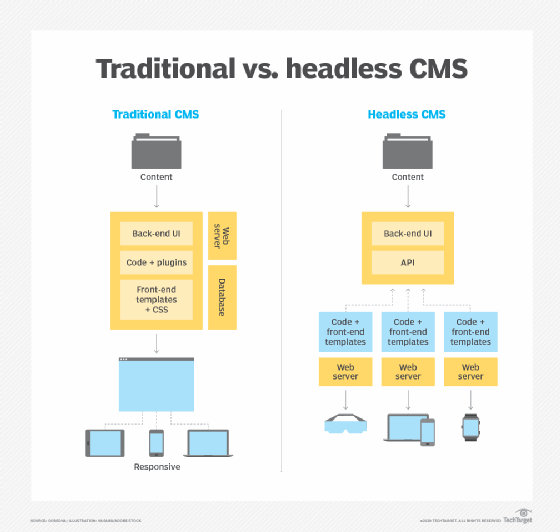 Traditional vs. headless CMS
Traditional CMS
Content
Back-end UI
Code + plugins
Front-end
templates
+ CSS
Web
server
Database
Responsive
Headless CMS
Content
Back-end UI
API
Code +
front-end
templates
Code +
front-end
templates
Code +
front-end
templates
Web
server
Web
server
Web
server
TechTarget